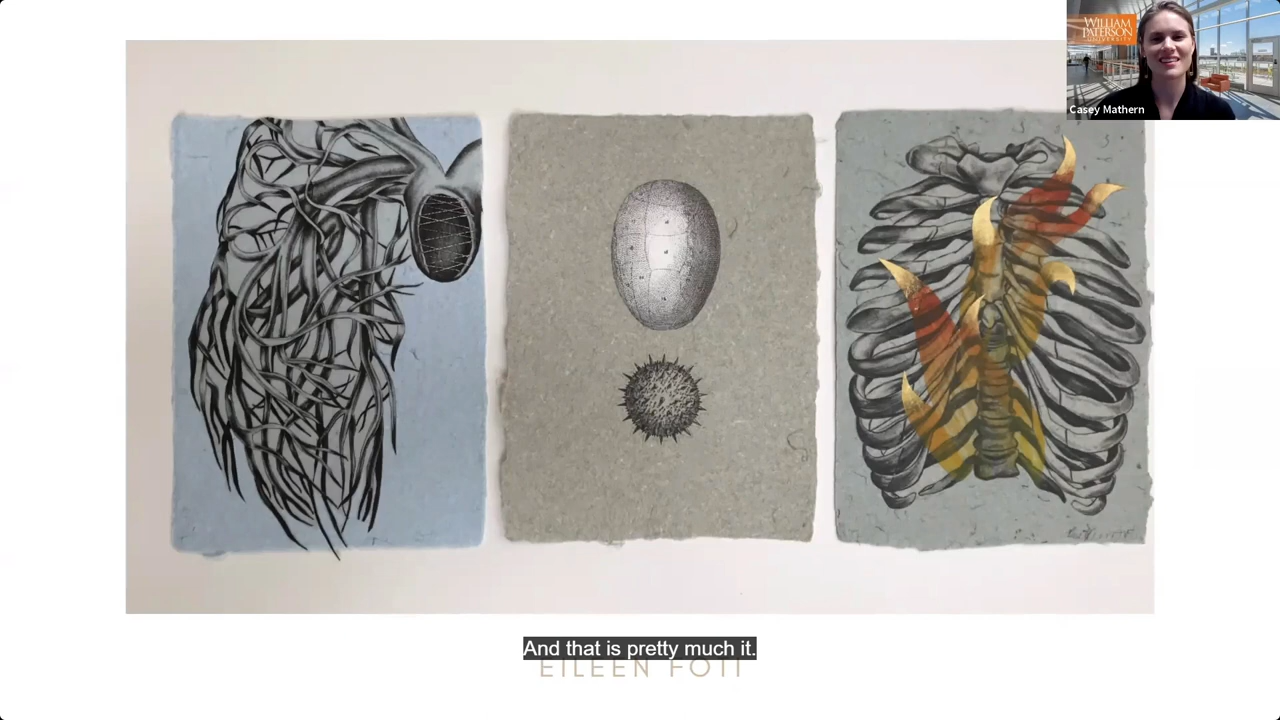 WILLIAM
PATERSON
UNIVERSITY
Casey Mathern
And that is pretty much it.
EILEEN FOTI